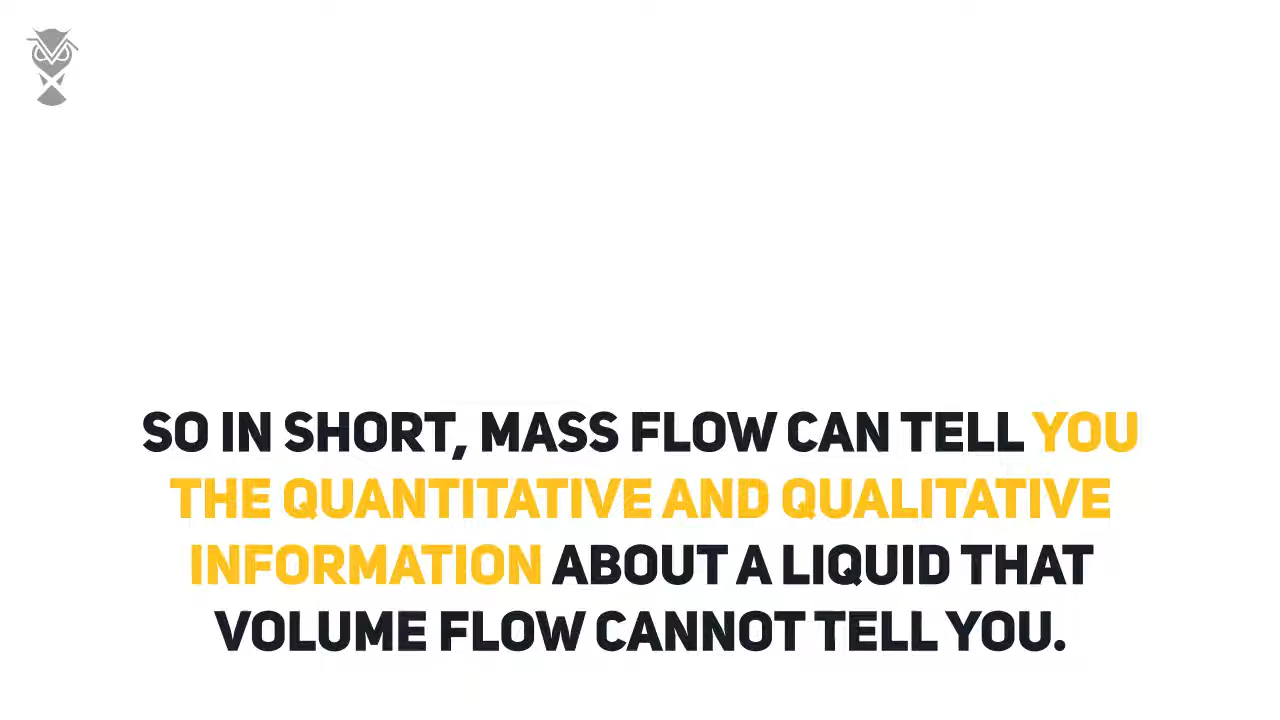 SO IN SHORT, MASS FLOW CAN TELL YOU
THE QUANTITATIVE AND QUALITATIVE
INFORMATION ABOUT A LIQUID THAT
VOLUME FLOW CANNOT TELL YOU.